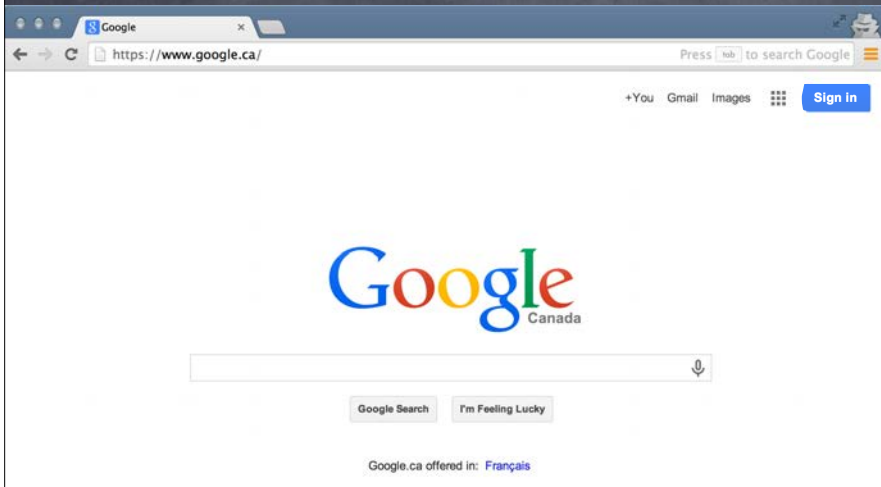 Google
https://www.google.ca/ Press tab to search Google
+You Gmail Images Sign in
Google
Canada
Google Search I'm Feeling Lucky
Google.ca offered in: Français